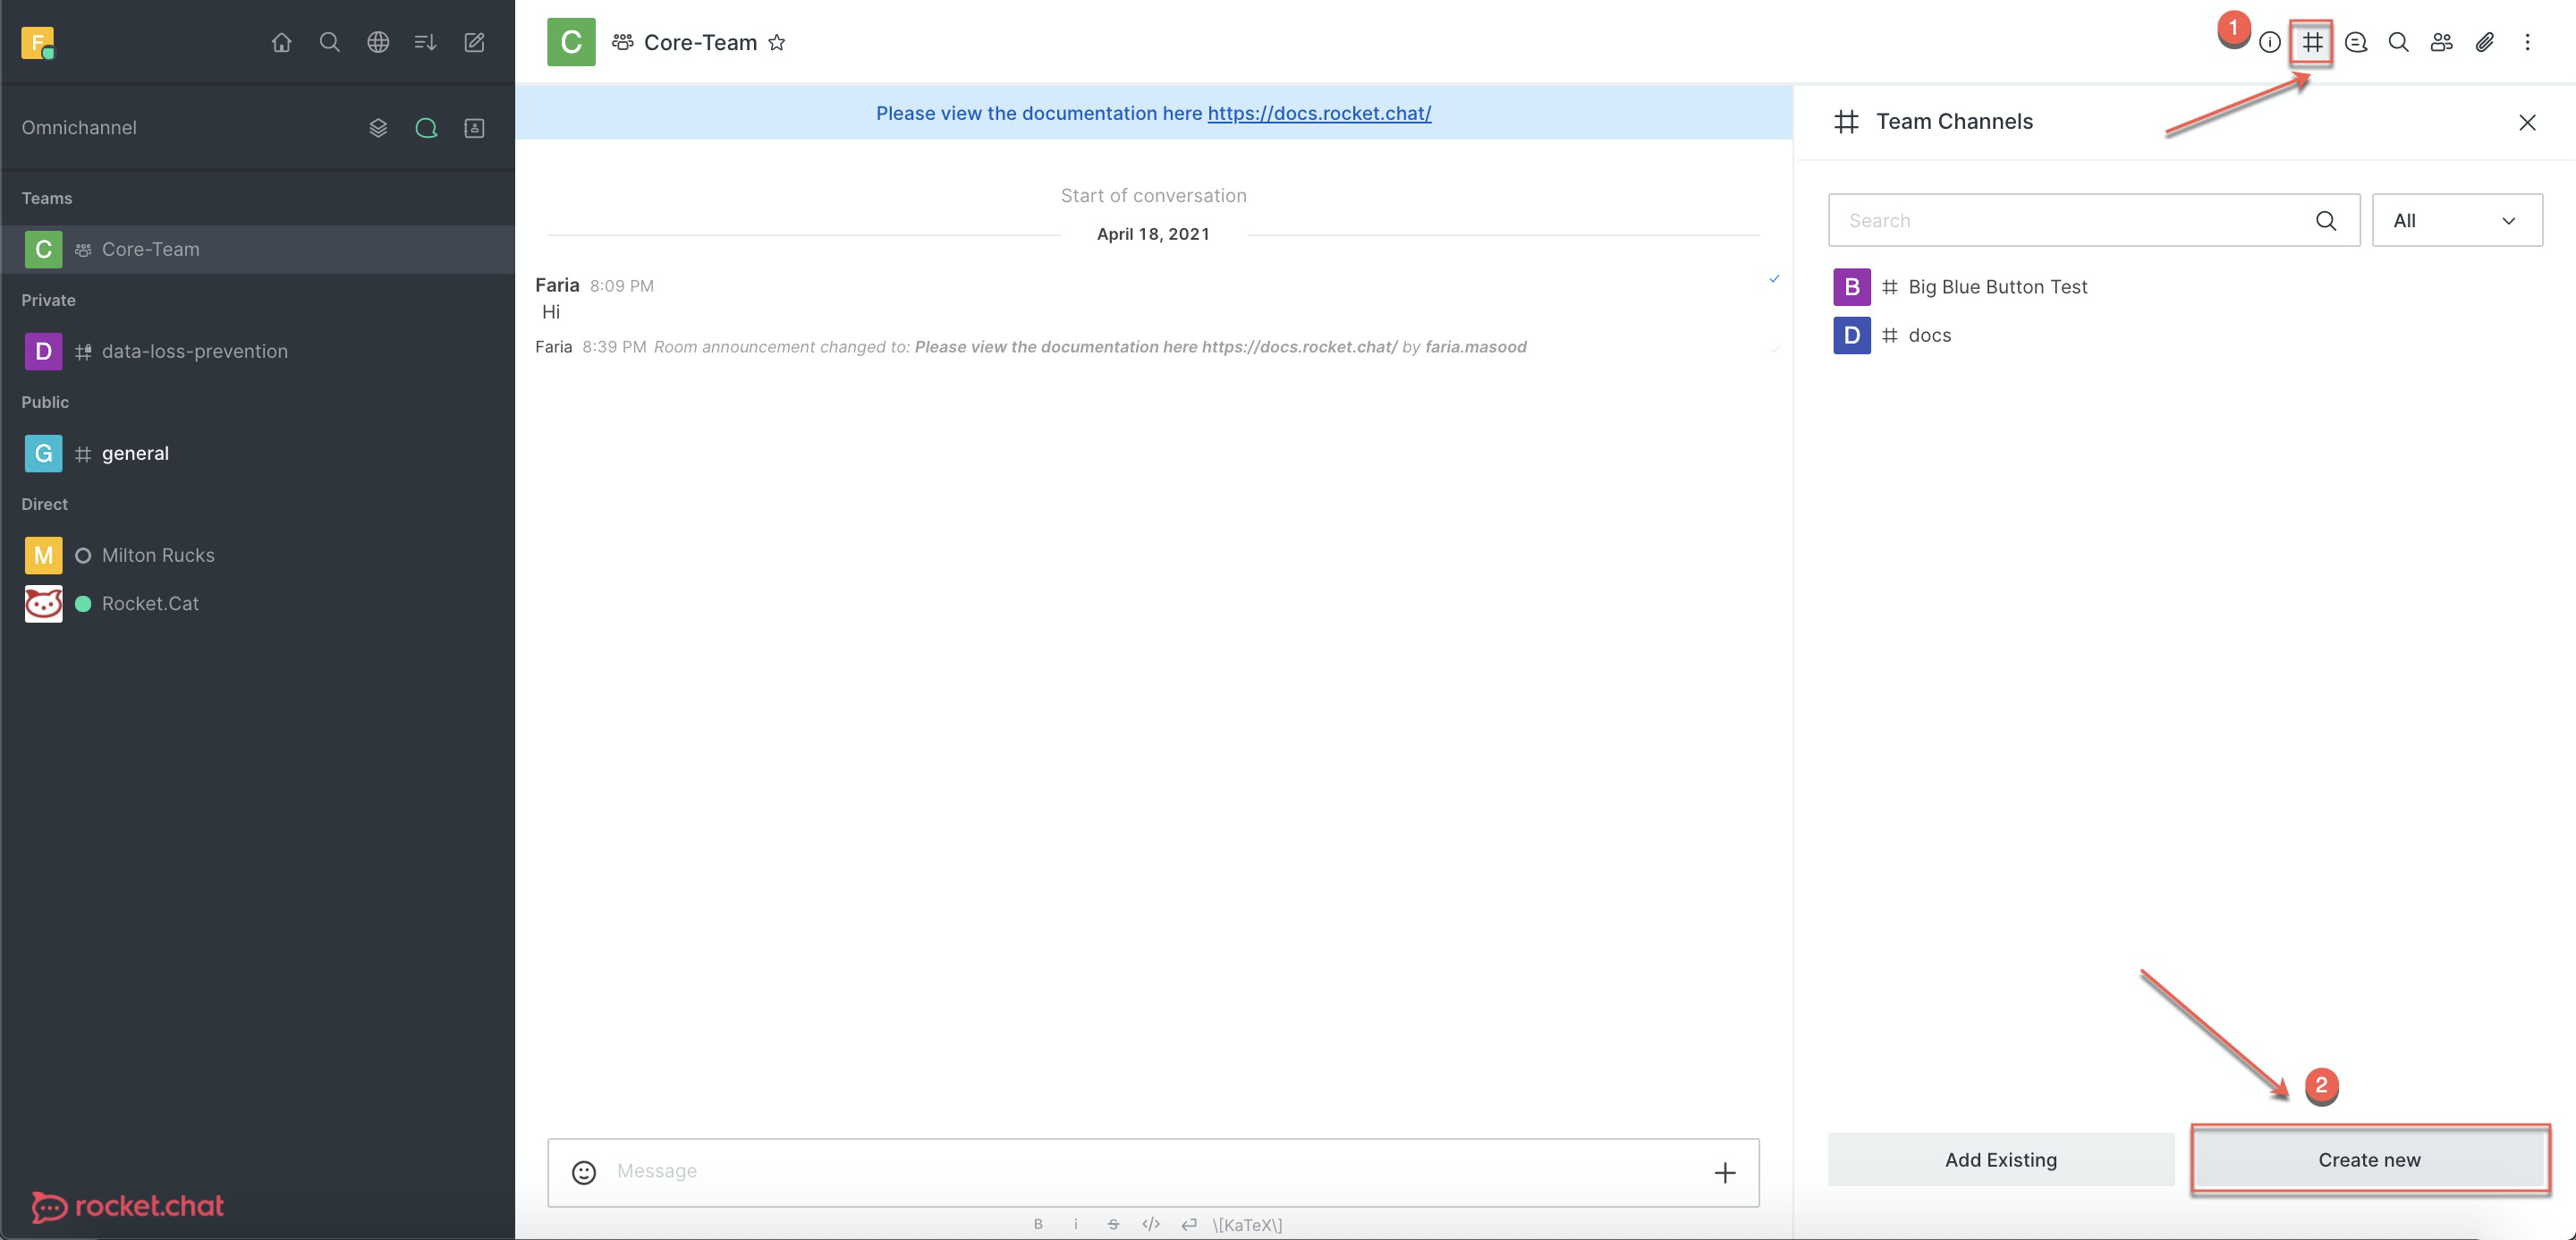 F
Omnichannel
Teams
C Core-Team
Private
D data-loss-prevention
Public
G general
Direct
M Milton Rucks
Rocket.Cat
rocket.chat
C Core-Team
1
Please view the documentation here https://docs.rocket.chat/
Start of conversation
April 18, 2021
Faria 8:09 PM
Hi
Faria 8:39 PM Room announcement changed to: Please view the documentation here https://docs.rocket.chat/ by faria.masood
Message
B i S </> \[KaTeX\]
# Team Channels
Search
All
B # Big Blue Button Test
D # docs
2
Add Existing
Create new